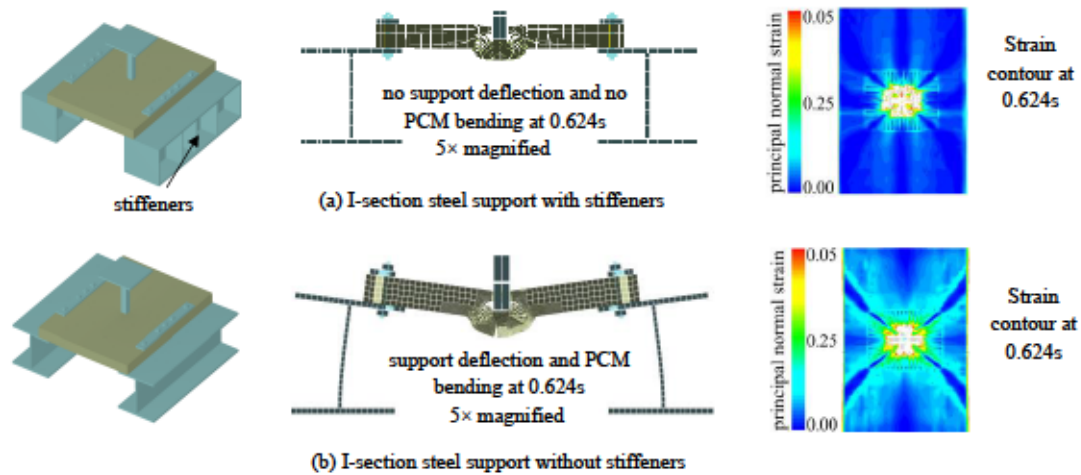 stiffeners
no support deflection and no
PCM bending at 0.624s
5× magnified
(a) I-section steel support with stiffeners
principal normal strain
0.05
0.25
0.00
Strain
contour at
0.624s
support deflection and PCM
bending at 0.624s
5× magnified
(b) I-section steel support without stiffeners
principal normal strain
0.05
0.25
0.00
Strain
contour at
0.624s